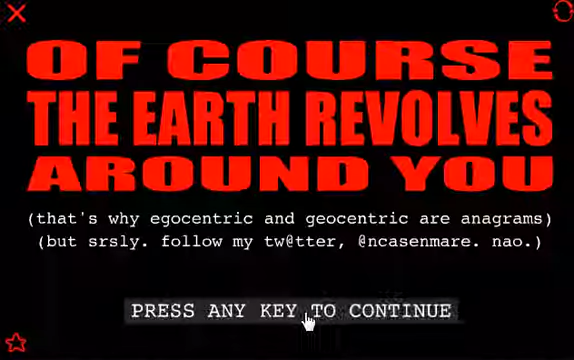 OF COURSE
THE EARTH REVOLVES
AROUND YOU
(that's why egocentric and geocentric are anagrams)
(but srsly. follow my tw@tter, @ncasenmare. nao.)
PRESS ANY KEY TO CONTINUE